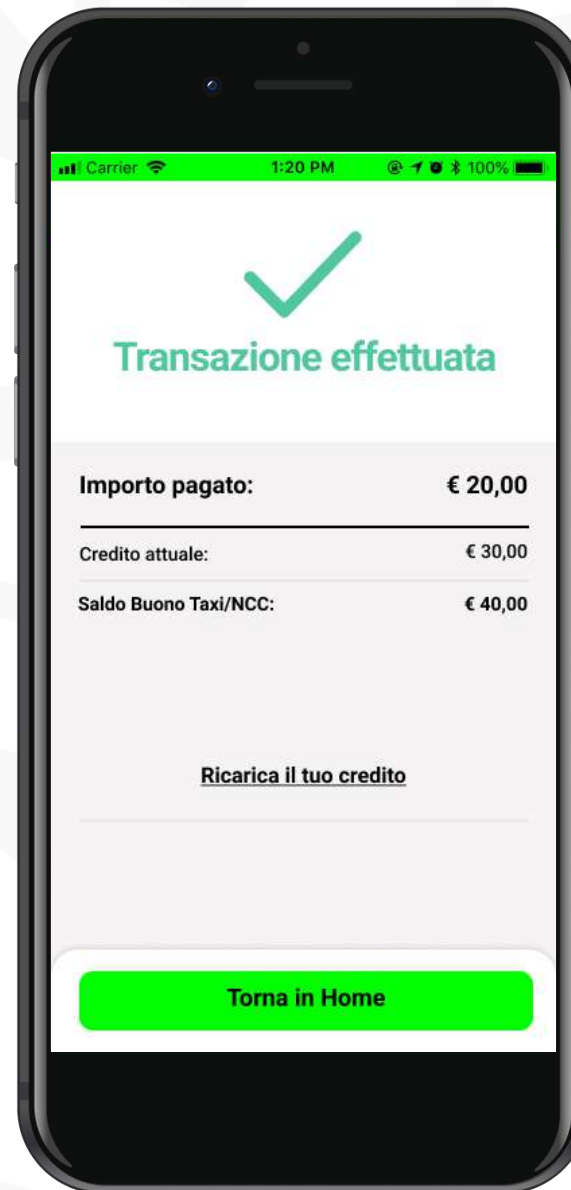 Carrier 1:20 PM 100%
Transazione effettuata
Importo pagato: € 20,00
Credito attuale: € 30,00
Saldo Buono Taxi/NCC: € 40,00
Ricarica il tuo credito
Torna in Home